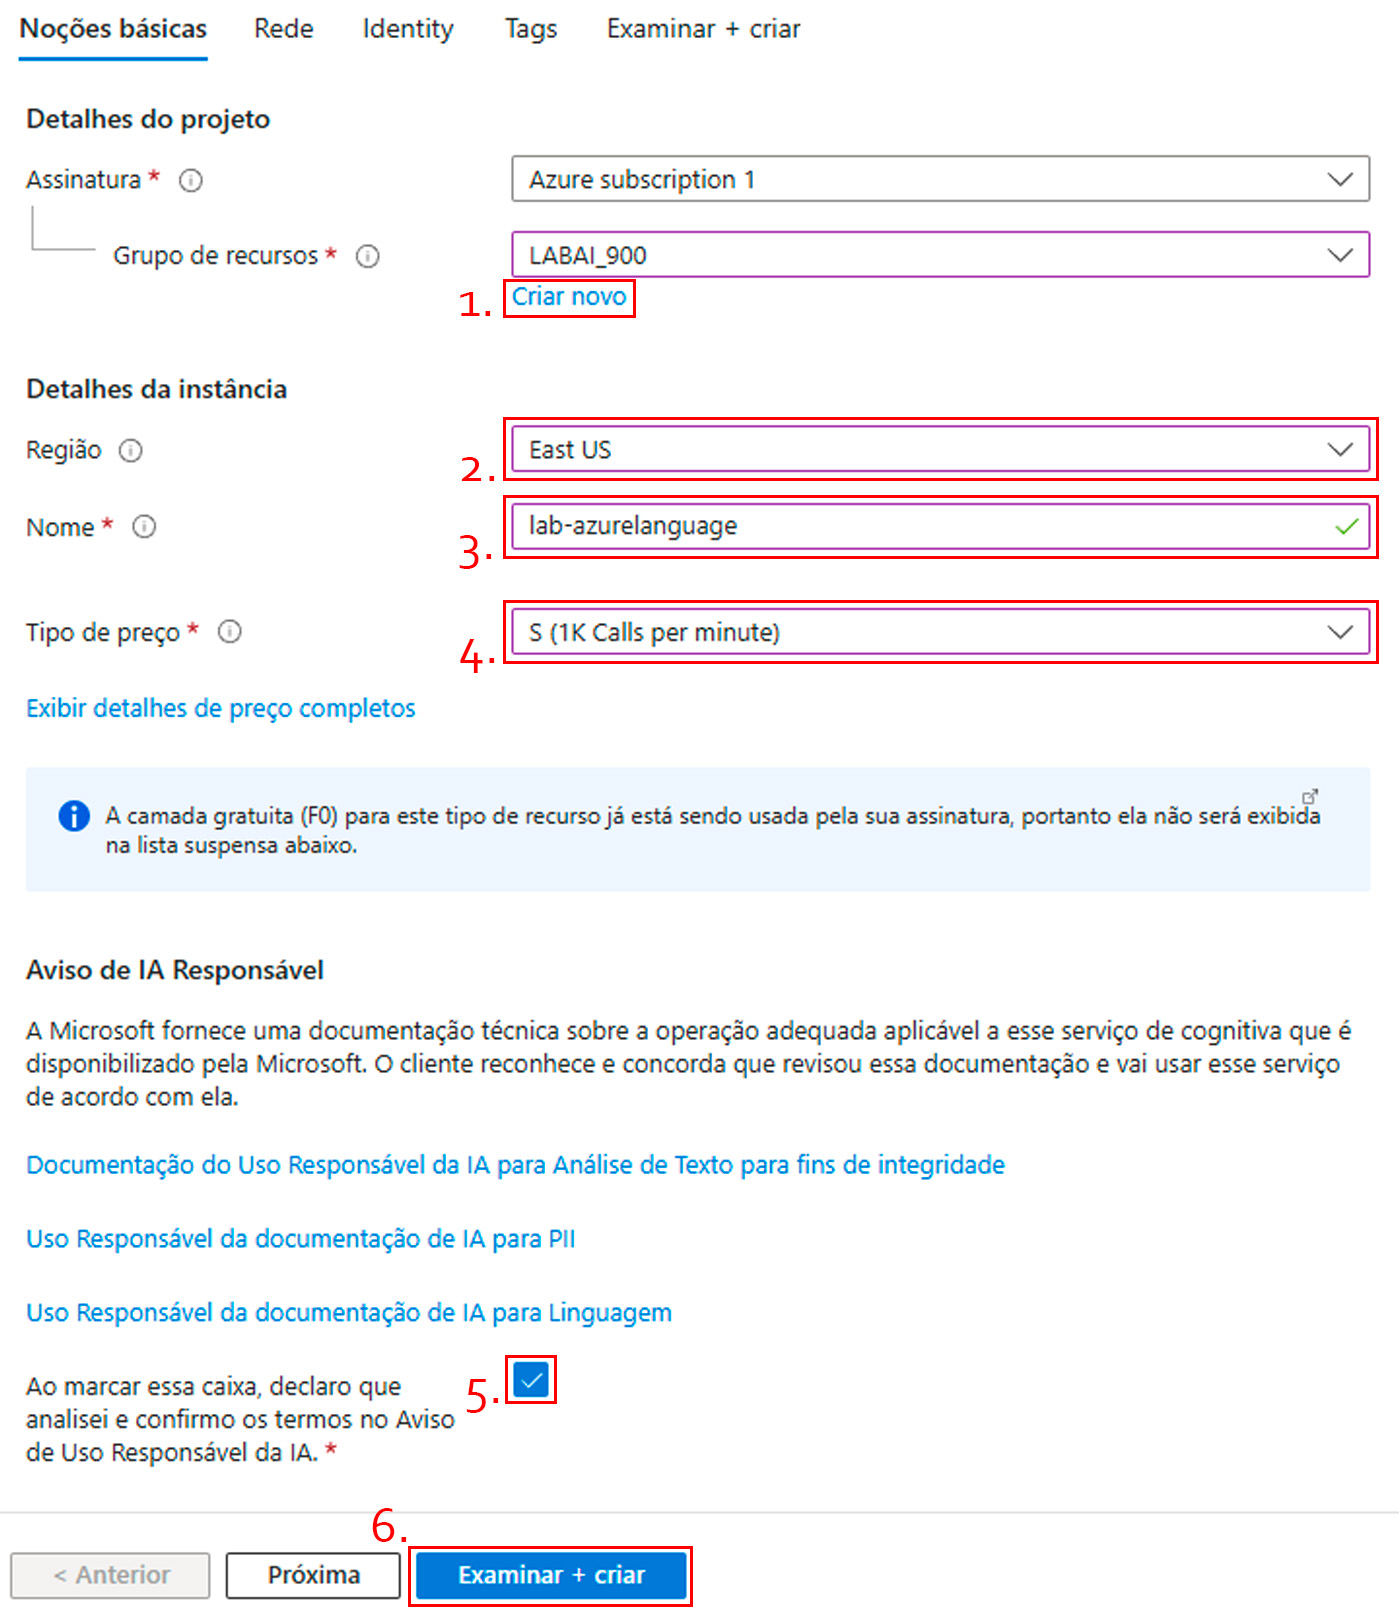 Noções básicas Rede Identity Tags Examinar + criar
Detalhes do projeto
Assinatura * Azure subscription 1
Grupo de recursos * LABAI_900
1. Criar novo
Detalhes da instância
Região East US
2.
Nome * lab-azurelanguage
3.
Tipo de preço * S (1K Calls per minute)
4.
Exibir detalhes de preço completos
A camada gratuita (F0) para este tipo de recurso já está sendo usada pela sua assinatura, portanto ela não será exibida
na lista suspensa abaixo.
Aviso de IA Responsável
A Microsoft fornece uma documentação técnica sobre a operação adequada aplicável a esse serviço de cognitiva que é
disponibilizado pela Microsoft. O cliente reconhece e concorda que revisou essa documentação e vai usar esse serviço
de acordo com ela.
Documentação do Uso Responsável da IA para Análise de Texto para fins de integridade
Uso Responsável da documentação de IA para PII
Uso Responsável da documentação de IA para Linguagem
5.
Ao marcar essa caixa, declaro que
analisei e confirmo os termos no Aviso
de Uso Responsável da IA. *
6.
< Anterior Próxima Examinar + criar